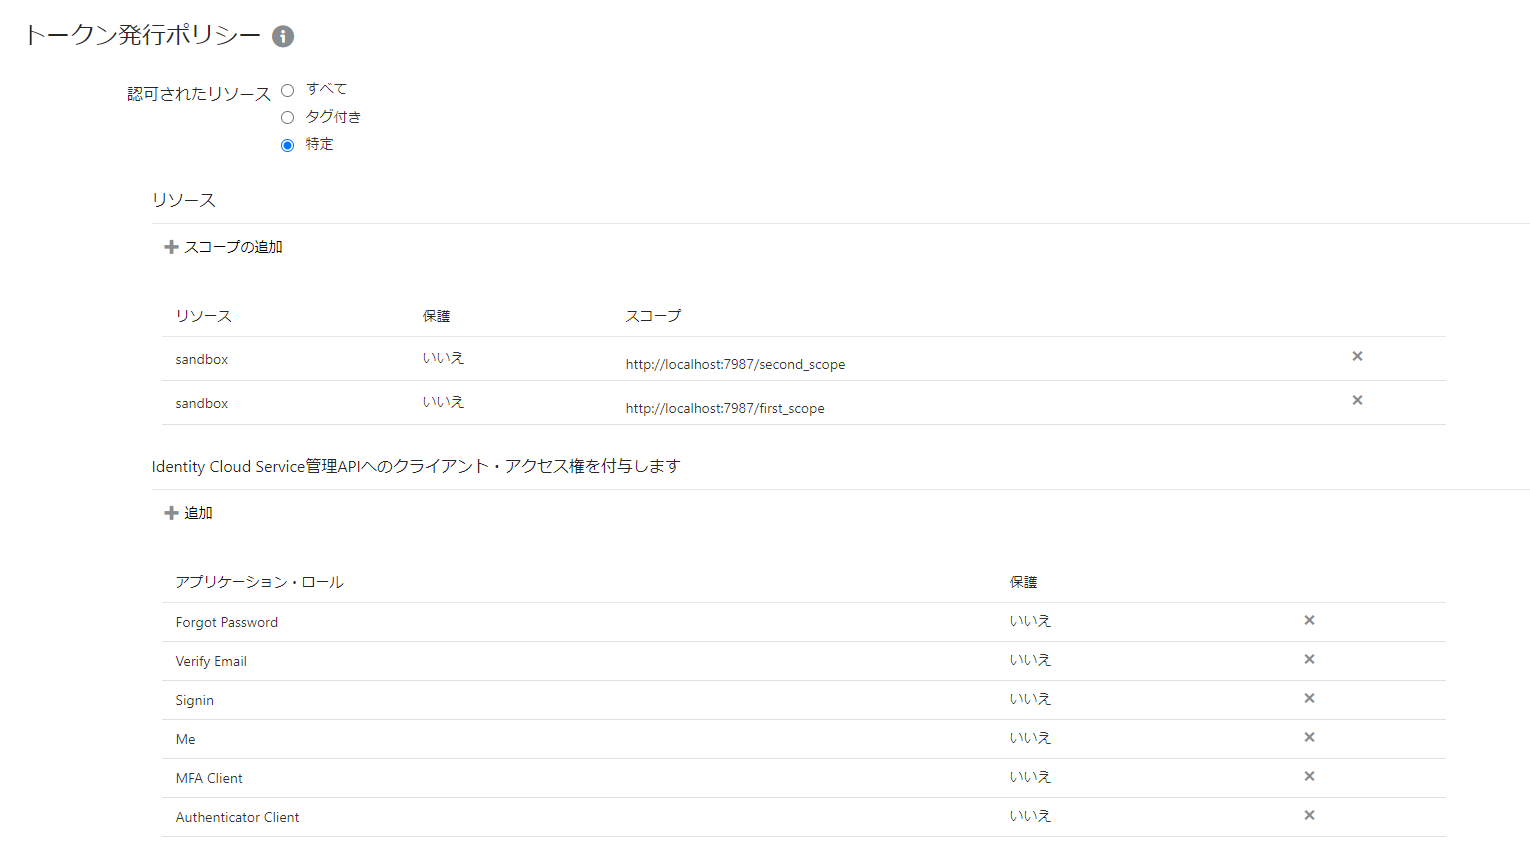 トークン発行ポリシー
認可されたリソース
すべて
タグ付き
特定
リソース
スコープの追加
リソース 保護 スコープ
sandbox いいえ http://localhost:7987/second_scope
sandbox いいえ http://localhost:7987/first_scope
Identity Cloud Service管理APIへのクライアント・アクセス権を付与します
追加
アプリケーション・ロール 保護
Forgot Password いいえ
Verify Email いいえ
Signin いいえ
Me いいえ
MFA Client いいえ
Authenticator Client いいえ